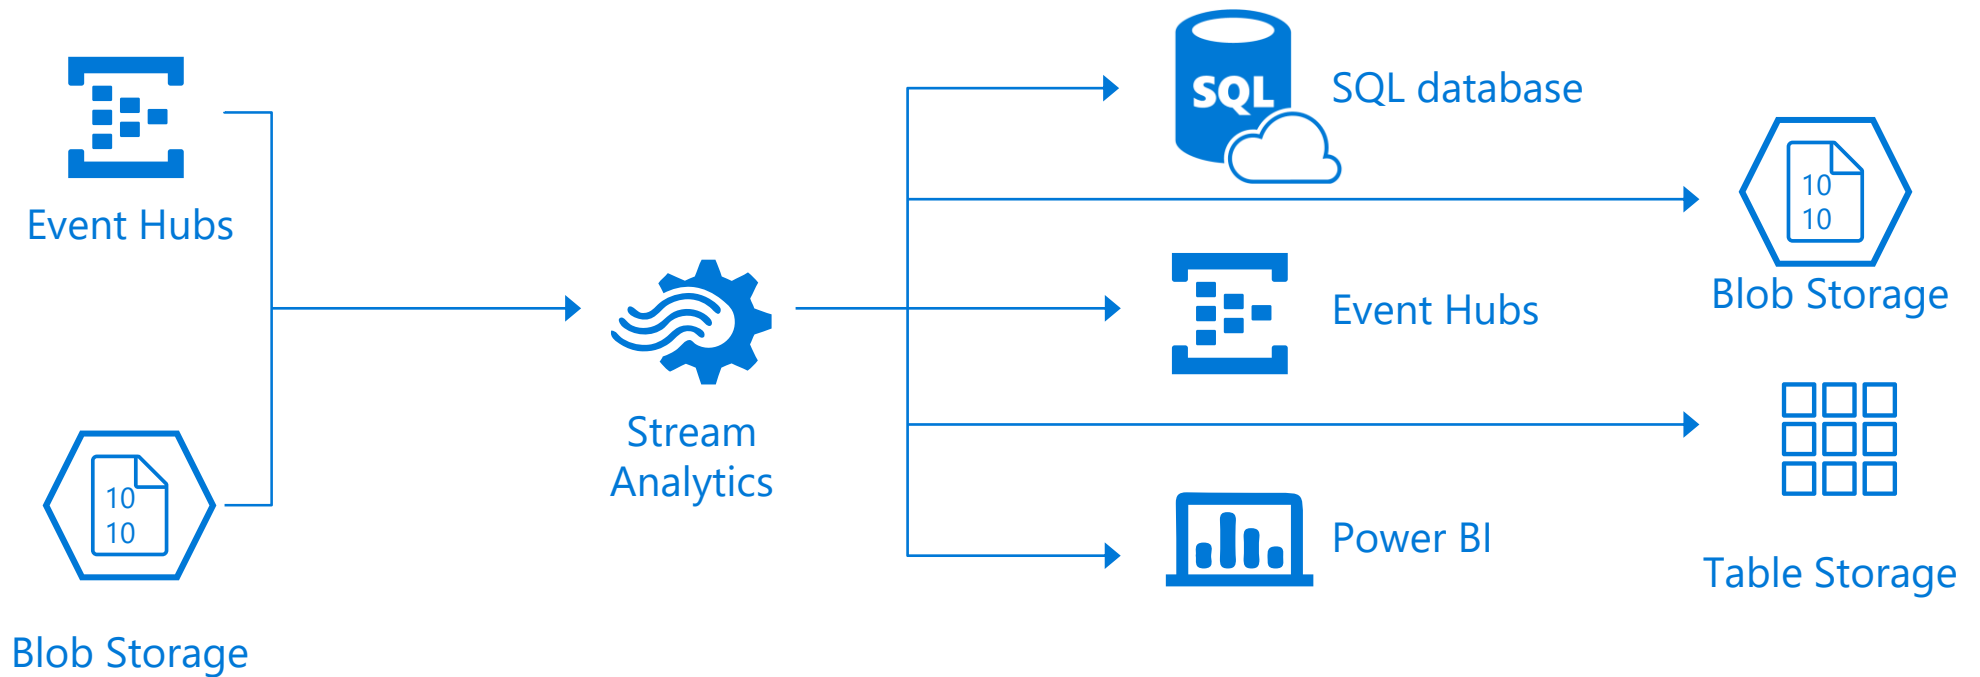 Event Hubs
10
10
Blob Storage
Stream
Analytics
SQL
SQL database
Event Hubs
Power BI
10
10
Blob Storage
Table Storage